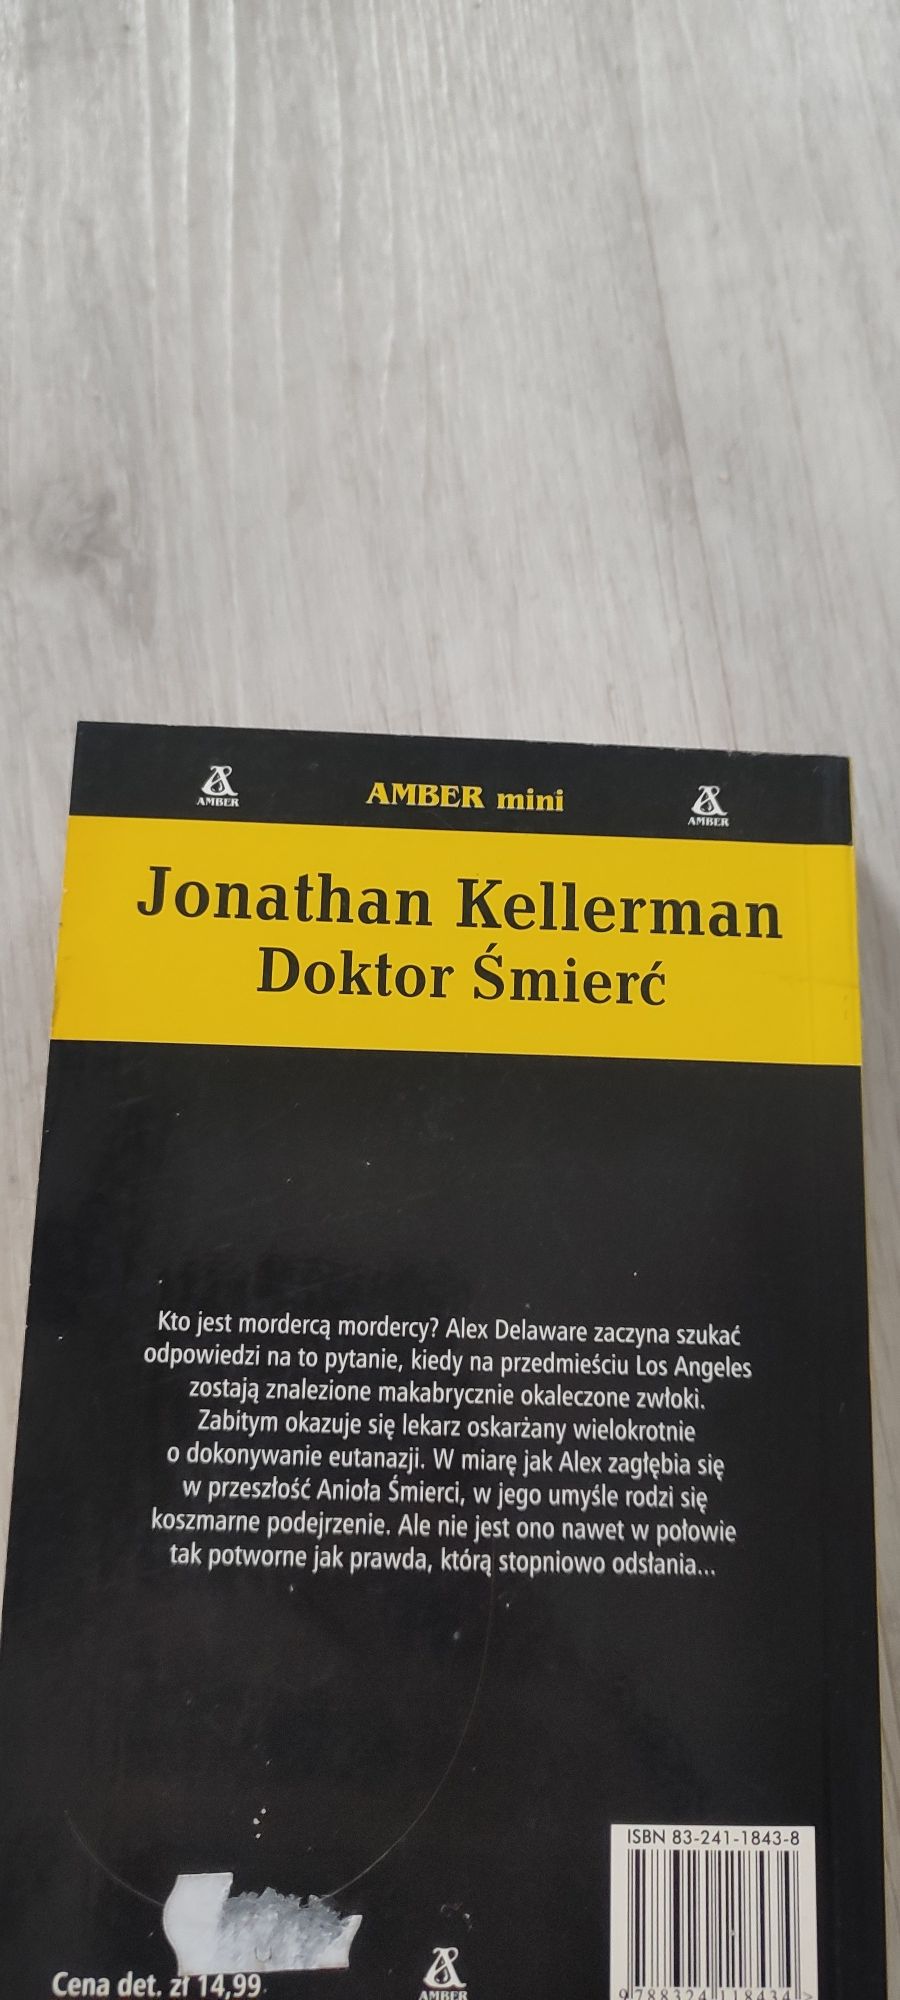 AMBER
AMBER mini
AMBER
Jonathan Kellerman
Doktor Śmierć
Kto jest mordercą mordercy? Alex Delaware zaczyna szukać
odpowiedzi na to pytanie, kiedy na przedmieściu Los Angeles
zostają znalezione makabrycznie okaleczone zwłoki.
Zabitym okazuje się lekarz oskarżany wielokrotnie
o dokonywanie eutanazji. W miarę jak Alex zagłębia się
w przeszłość Anioła Śmierci, w jego umyśle rodzi się
koszmarne podejrzenie. Ale nie jest ono nawet w połowie
tak potworne jak prawda, którą stopniowo odsłania...
ISBN 83-241-1843-8
Cena det. zł 14,99
AMBER
9 788324 118434 >